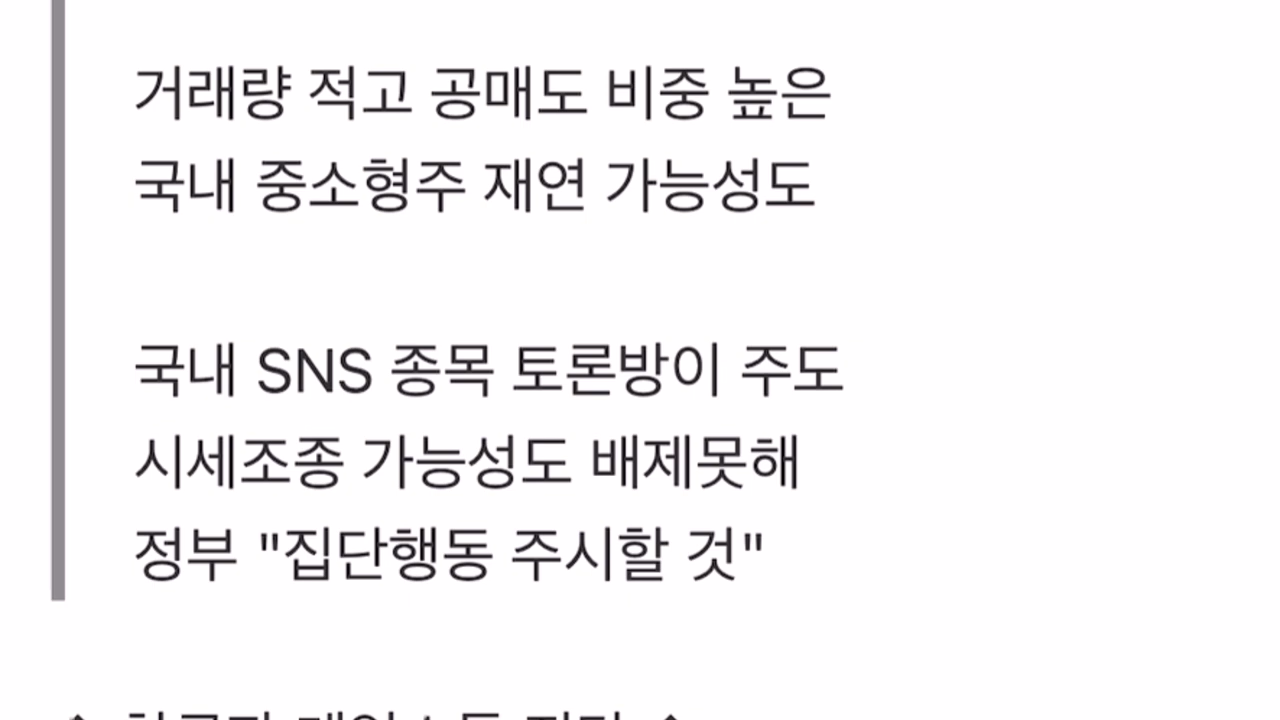 거래량 적고 공매도 비중 높은
국내 중소형주 재연 가능성도
국내 SNS 종목 토론방이 주도
시세조종 가능성도 배제못해
정부 "집단행동 주시할 것"